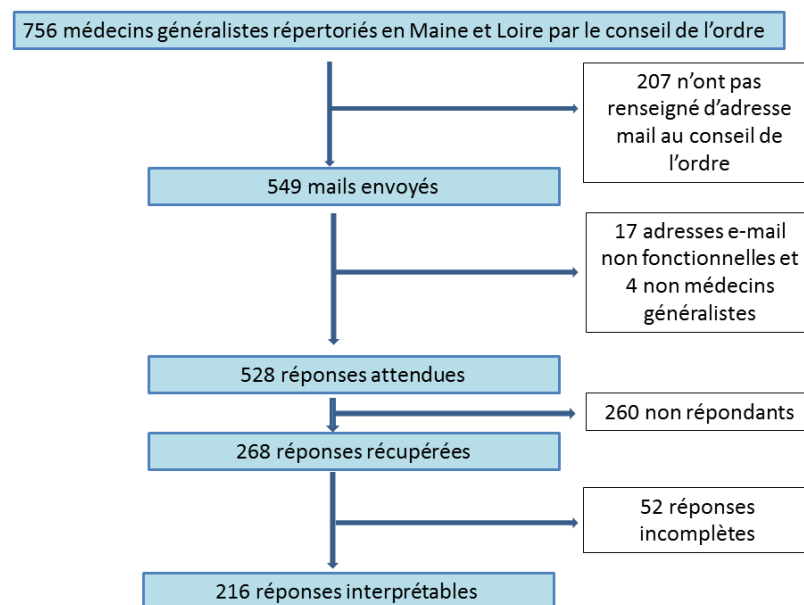 756 médecins généralistes répertoriés en Maine et Loire par le conseil de l’ordre
207 n’ont pas
renseigné d’adresse
mail au conseil de
l’ordre
549 mails envoyés
17 adresses e-mail
non fonctionnelles et
4 non médecins
généralistes
528 réponses attendues
260 non répondants
268 réponses récupérées
52 réponses
incomplètes
216 réponses interprétables